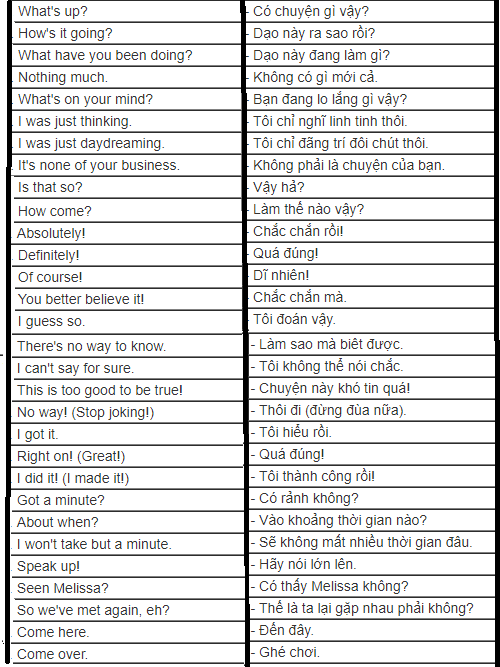 What's up? - Có chuyện gì vậy?
How's it going? - Dạo này ra sao rồi?
What have you been doing? - Dạo này đang làm gì?
Nothing much. - Không có gì mới cả.
What's on your mind? - Bạn đang lo lắng gì vậy?
I was just thinking. - Tôi chỉ nghĩ linh tinh thôi.
I was just daydreaming. - Tôi chỉ đãng trí đôi chút thôi.
It's none of your business. - Không phải là chuyện của bạn.
Is that so? - Vậy hả?
How come? - Làm thế nào vậy?
Absolutely! - Chắc chắn rồi!
Definitely! - Quá đúng!
Of course! - Dĩ nhiên!
You better believe it! - Chắc chắn mà.
I guess so. - Tôi đoán vậy.
There's no way to know. - Làm sao mà biêt được.
I can't say for sure. - Tôi không thể nói chắc.
This is too good to be true! - Chuyện này khó tin quá!
No way! (Stop joking!) - Thôi đi (đừng đùa nữa).
I got it. - Tôi hiểu rồi.
Right on! (Great!) - Quá đúng!
I did it! (I made it!) - Tôi thành công rồi!
Got a minute? - Có rảnh không?
About when? - Vào khoảng thời gian nào?
I won't take but a minute. - Sẽ không mất nhiều thời gian đâu.
Speak up! - Hãy nói lớn lên.
Seen Melissa? - Có thấy Melissa không?
So we've met again, eh? - Thế là ta lại gặp nhau phải không?
Come here. - Đến đây.
Come over. - Ghé chơi.